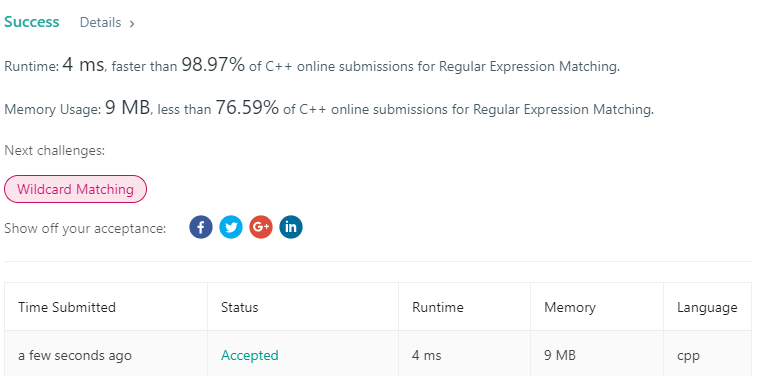 Success Details >
Runtime: 4 ms, faster than 98.97% of C++ online submissions for Regular Expression Matching.
Memory Usage: 9 MB, less than 76.59% of C++ online submissions for Regular Expression Matching.
Next challenges:
Wildcard Matching
Show off your acceptance: f G+ in
Time Submitted Status Runtime Memory Language
a few seconds ago Accepted 4 ms 9 MB cpp